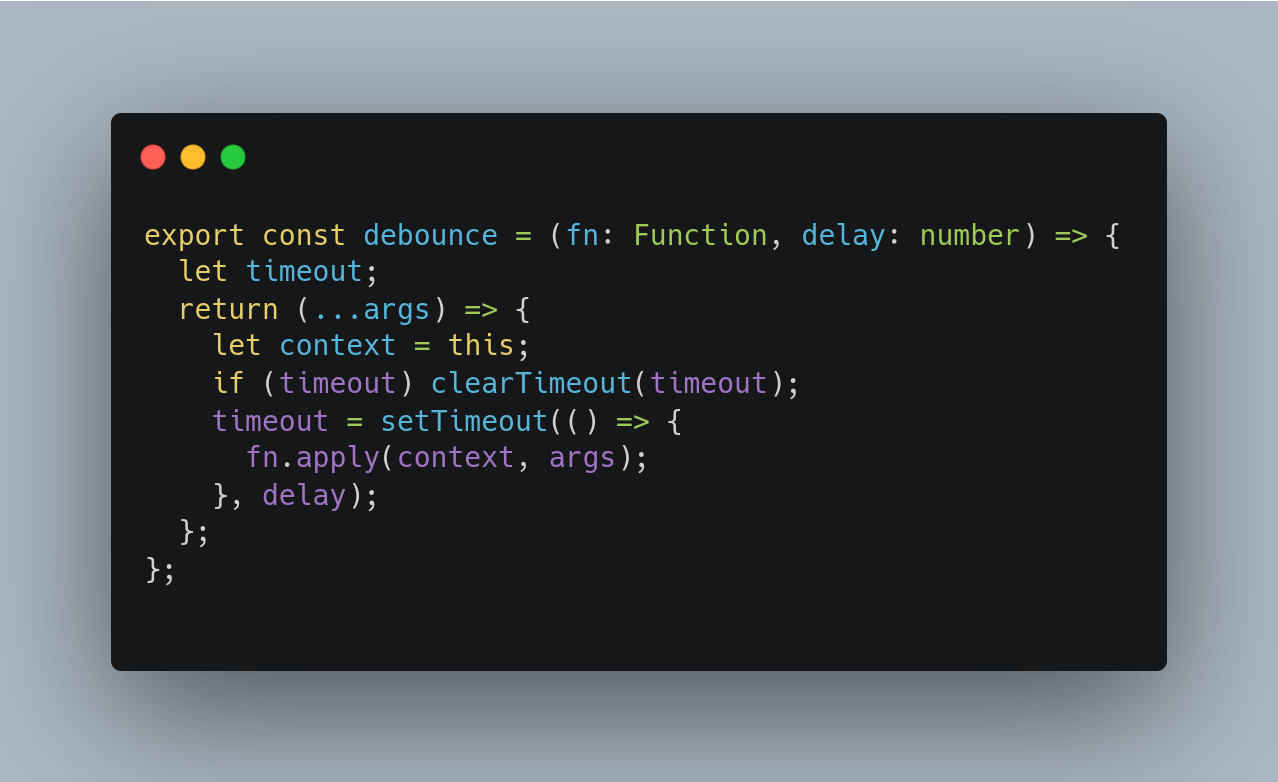 export const debounce = (fn: Function, delay: number) => {
  let timeout;
  return (...args) => {
    let context = this;
    if (timeout) clearTimeout(timeout);
    timeout = setTimeout(() => {
      fn.apply(context, args);
    }, delay);
  };
};